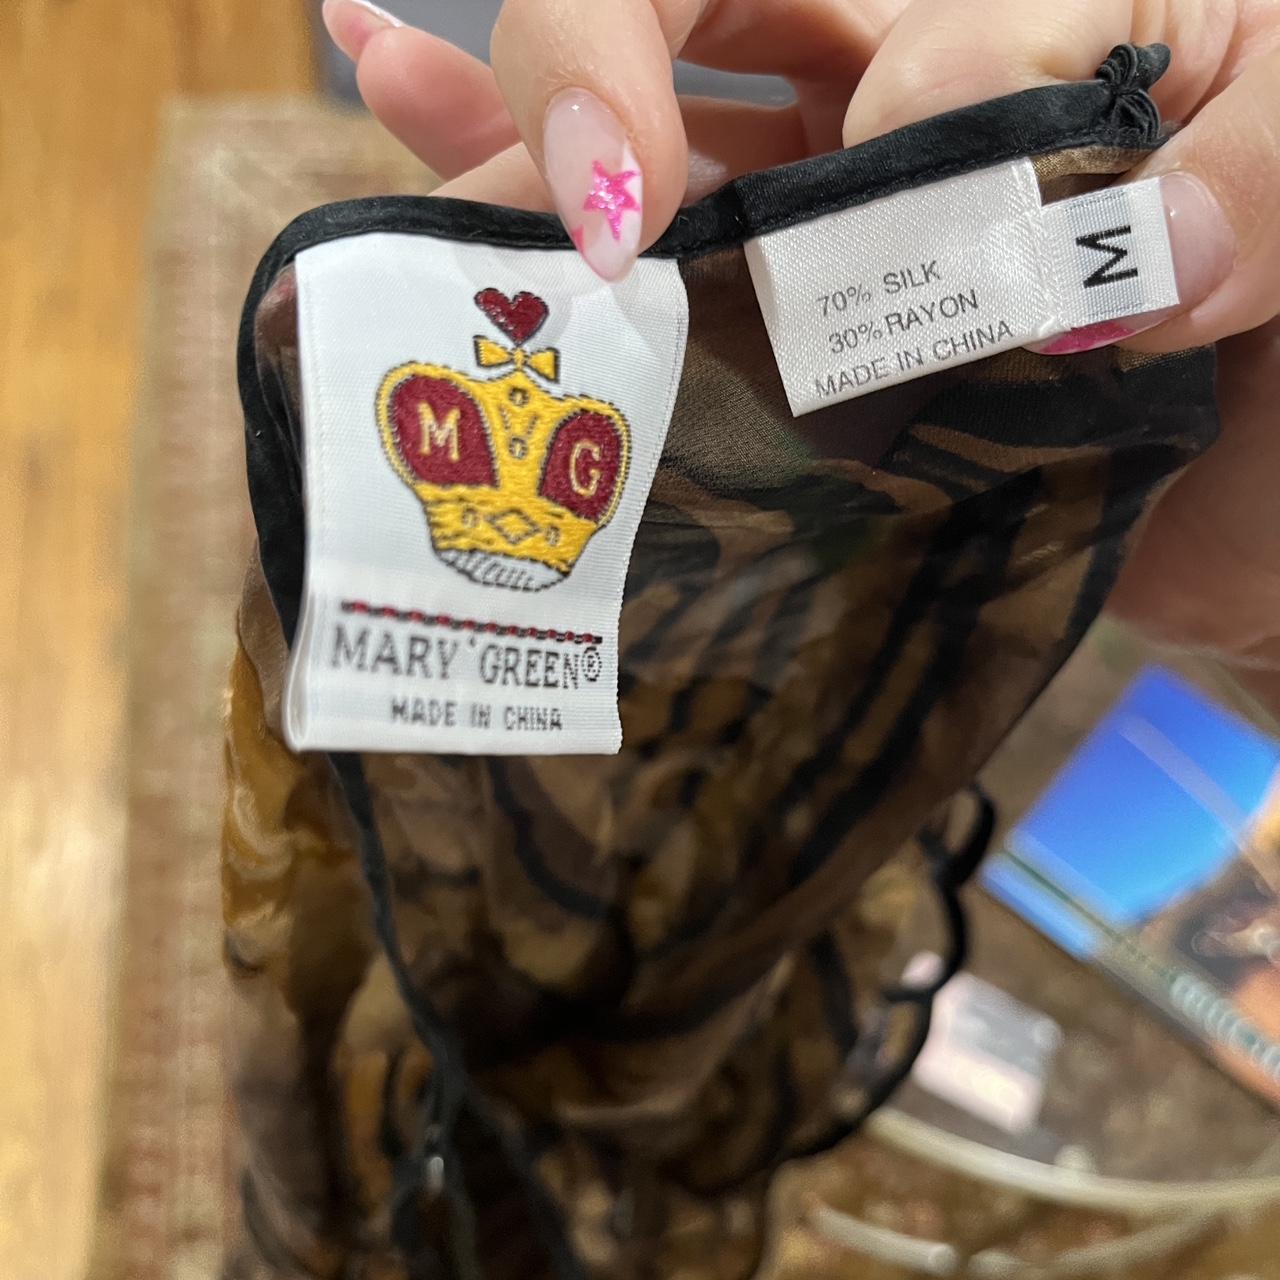 M G
MARY GREEN®
MADE IN CHINA
70% SILK
30% RAYON
MADE IN CHINA
M